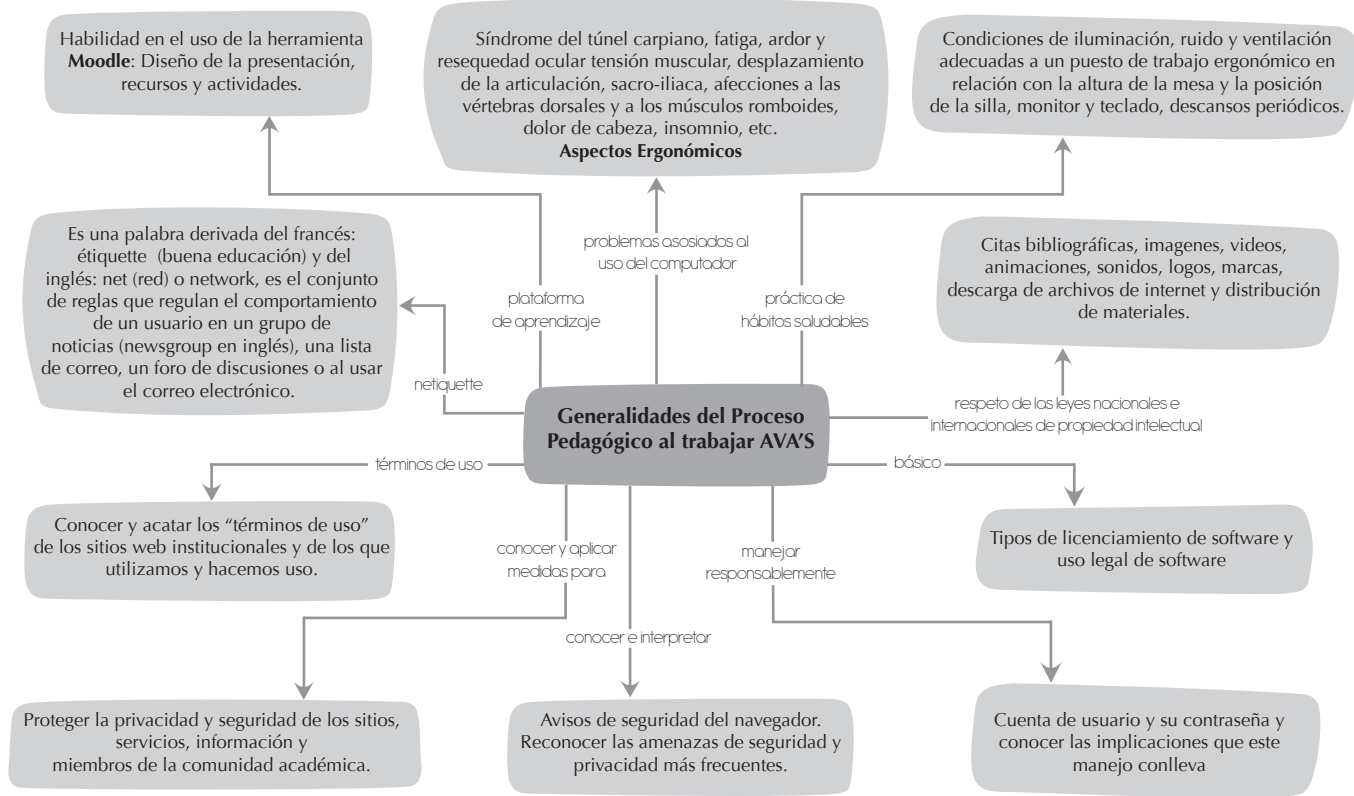 Habilidad en el uso de la herramienta
Moodle: Diseño de la presentación,
recursos y actividades.
Síndrome del túnel carpiano, fatiga, ardor y
resequedad ocular tensión muscular, desplazamiento
de la articulación, sacro-iliaca, afecciones a las
vértebras dorsales y a los músculos romboides,
dolor de cabeza, insomnio, etc.
Aspectos Ergonómicos
Condiciones de iluminación, ruido y ventilación
adecuadas a un puesto de trabajo ergonómico en
relación con la altura de la mesa y la posición
de la silla, monitor y teclado, descansos periódicos.
Es una palabra derivada del francés:
étiquette (buena educación) y del
inglés: net (red) o network, es el conjunto
de reglas que regulan el comportamiento
de un usuario en un grupo de
noticias (newsgroup en inglés), una lista
de correo, un foro de discusiones o al usar
el correo electrónico.
plataforma
de aprendizaje
problemas asosiados al
uso del computador
práctica de
hábitos saludables
Citas bibliográficas, imagenes, videos,
animaciones, sonidos, logos, marcas,
descarga de archivos de internet y distribución
de materiales.
netiquette
Generalidades del Proceso
Pedagógico al trabajar AVA'S
respeto de las leyes nacionales e
internacionales de propiedad intelectual
términos de uso
básico
Conocer y acatar los “términos de uso”
de los sitios web institucionales y de los que
utilizamos y hacemos uso.
conocer y aplicar
medidas para
manejar
responsablemente
Tipos de licenciamiento de software y
uso legal de software
conocer e interpretar
Proteger la privacidad y seguridad de los sitios,
servicios, información y
miembros de la comunidad académica.
Avisos de seguridad del navegador.
Reconocer las amenazas de seguridad y
privacidad más frecuentes.
Cuenta de usuario y su contraseña y
conocer las implicaciones que este
manejo conlleva